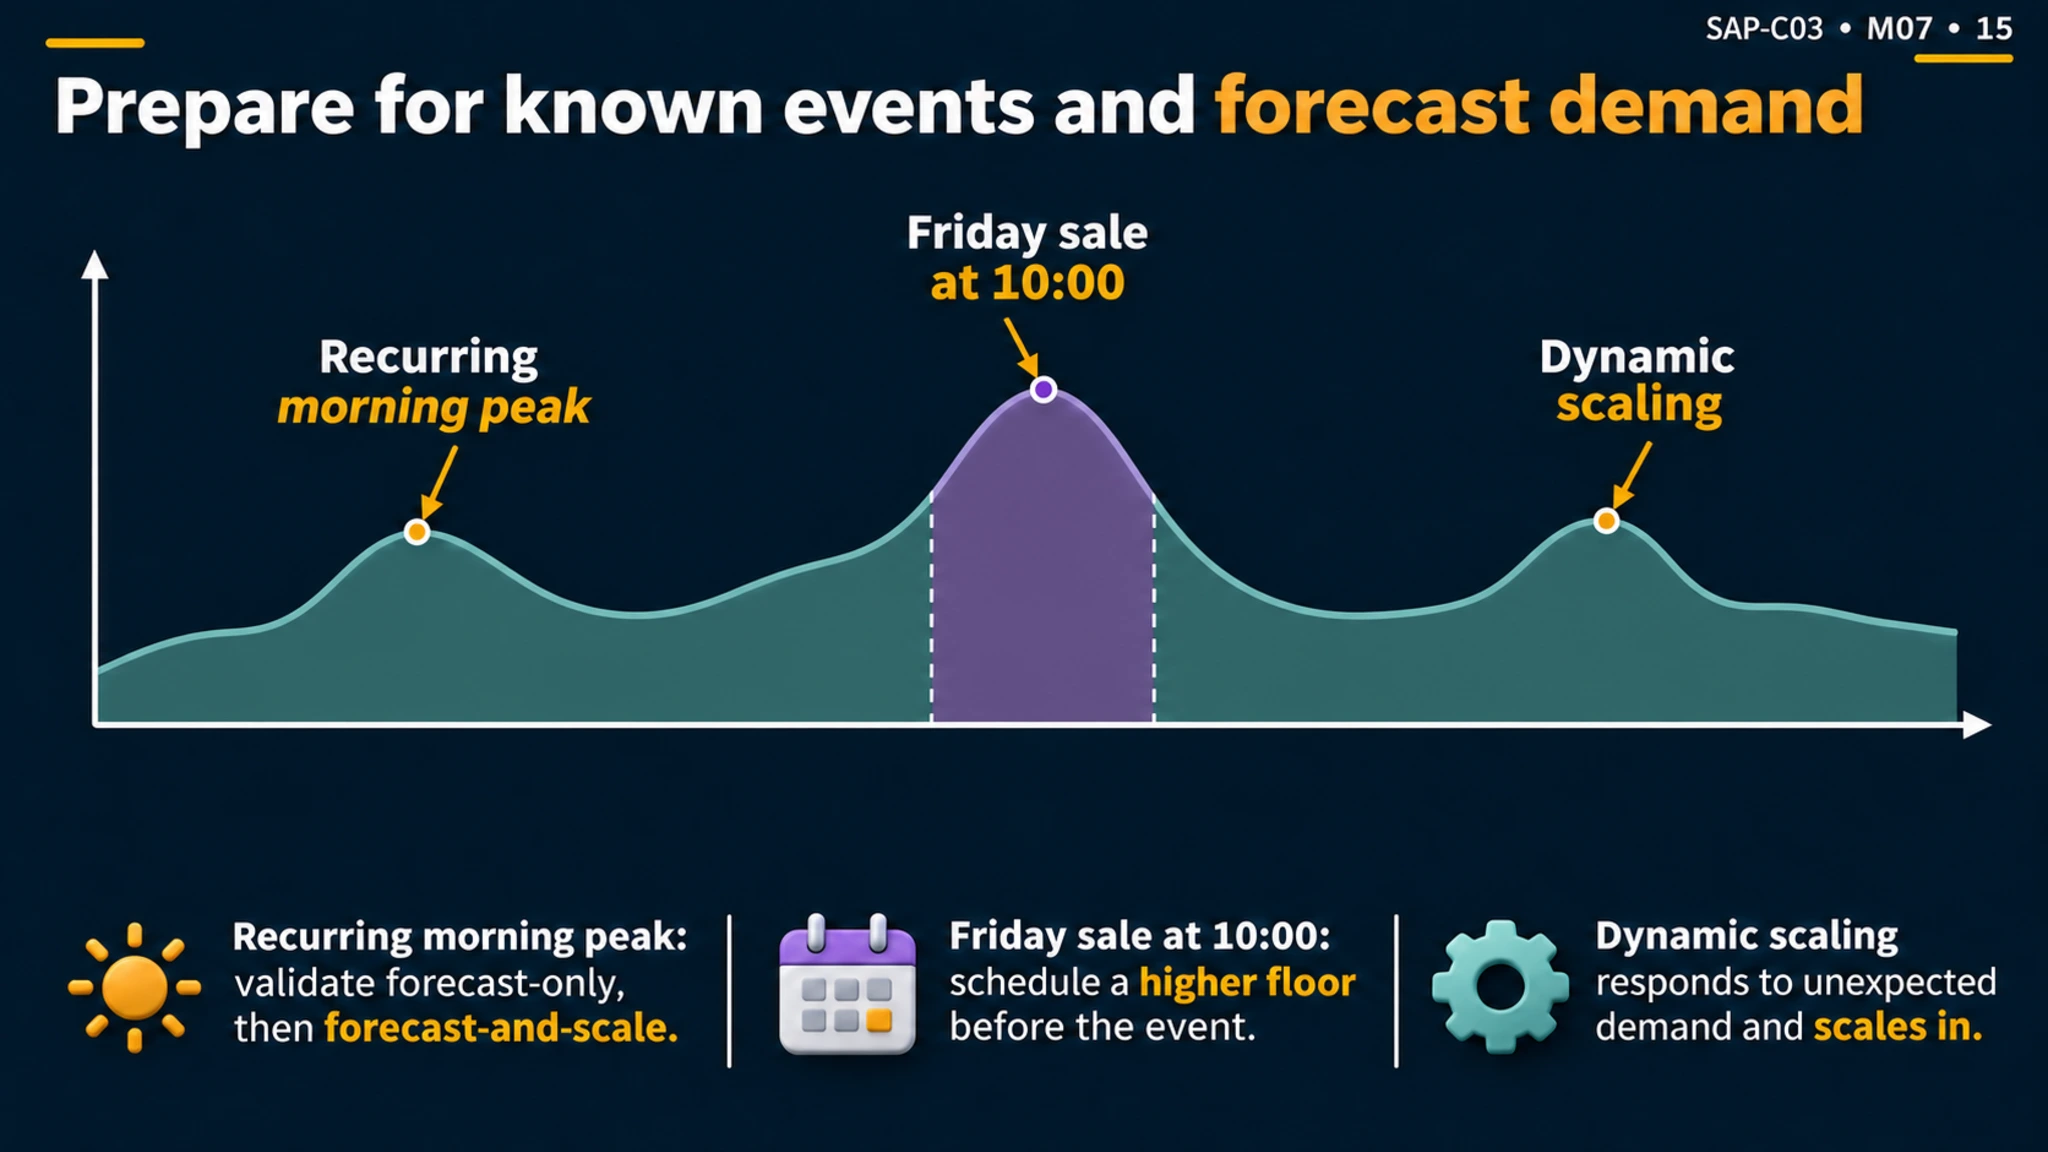 SAP-C03 • M07 • 15
Prepare for known events and forecast demand
Friday sale
at 10:00
Recurring
morning peak
Dynamic
scaling
Recurring morning peak:
validate forecast-only,
then forecast-and-scale.
Friday sale at 10:00:
schedule a higher floor
before the event.
Dynamic scaling
responds to unexpected
demand and scales in.